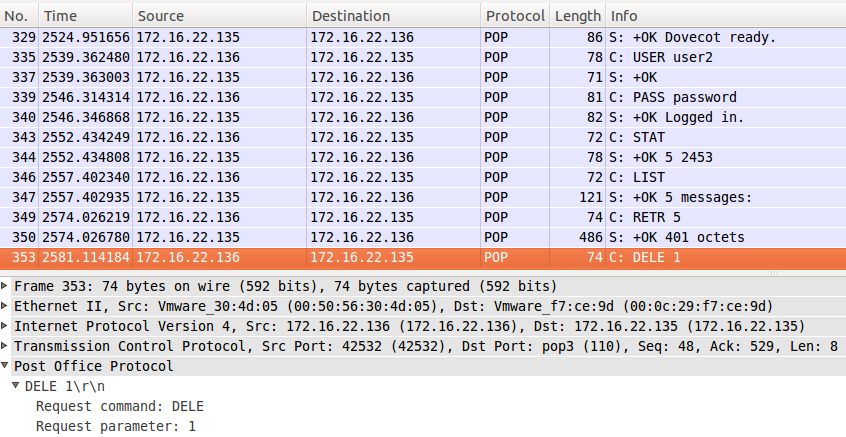 No. Time Source Destination Protocol Length Info
329 2524.951656 172.16.22.135 172.16.22.136 POP 86 S: +OK Dovecot ready.
335 2539.362480 172.16.22.136 172.16.22.135 POP 78 C: USER user2
337 2539.363003 172.16.22.135 172.16.22.136 POP 71 S: +OK
339 2546.314314 172.16.22.136 172.16.22.135 POP 81 C: PASS password
340 2546.346868 172.16.22.135 172.16.22.136 POP 82 S: +OK Logged in.
343 2552.434249 172.16.22.136 172.16.22.135 POP 72 C: STAT
344 2552.434808 172.16.22.135 172.16.22.136 POP 78 S: +OK 5 2453
346 2557.402340 172.16.22.136 172.16.22.135 POP 72 C: LIST
347 2557.402935 172.16.22.135 172.16.22.136 POP 121 S: +OK 5 messages:
349 2574.026219 172.16.22.136 172.16.22.135 POP 74 C: RETR 5
350 2574.026780 172.16.22.135 172.16.22.136 POP 486 S: +OK 401 octets
353 2581.114184 172.16.22.136 172.16.22.135 POP 74 C: DELE 1
Frame 353: 74 bytes on wire (592 bits), 74 bytes captured (592 bits)
Ethernet II, Src: Vmware_30:4d:05 (00:50:56:30:4d:05), Dst: Vmware_f7:ce:9d (00:0c:29:f7:ce:9d)
Internet Protocol Version 4, Src: 172.16.22.136 (172.16.22.136), Dst: 172.16.22.135 (172.16.22.135)
Transmission Control Protocol, Src Port: 42532 (42532), Dst Port: pop3 (110), Seq: 48, Ack: 529, Len: 8
Post Office Protocol
DELE 1\r\n
Request command: DELE
Request parameter: 1